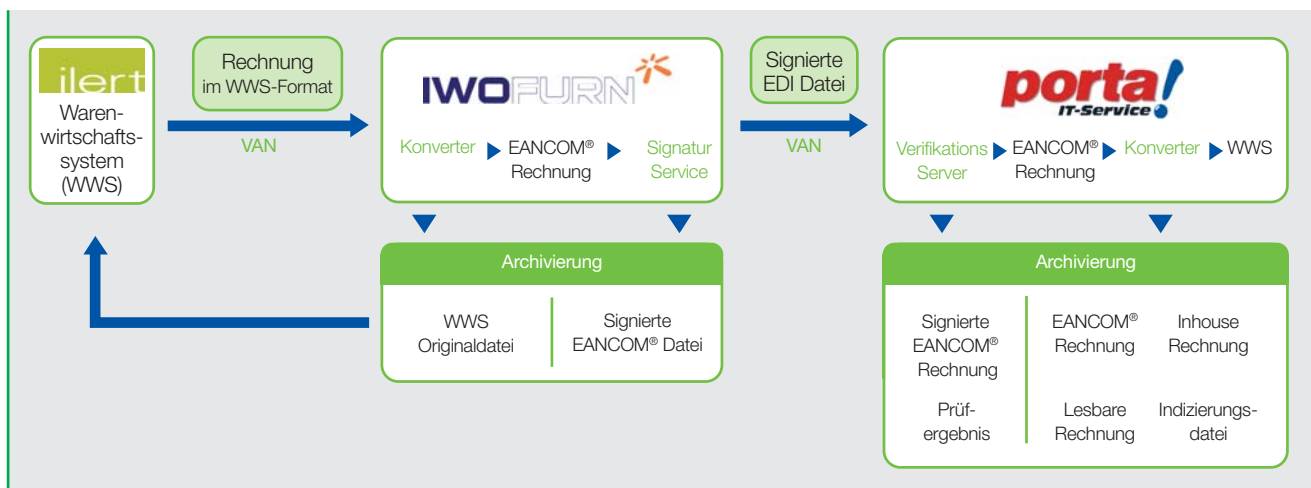 ilert
Waren-
wirtschafts-
system
(WWS)
Rechnung
im WWS-Format
VAN
IWOFURN
Konverter EANCOM® Signatur
Rechnung Service
Signierte
EDI Datei
VAN
porta!
IT-Service
Verifikations EANCOM® Konverter WWS
Server Rechnung
Archivierung
WWS
Originaldatei
Signierte
EANCOM® Datei
Archivierung
Signierte
EANCOM®
Rechnung
EANCOM®
Rechnung
Inhouse
Rechnung
Prüf-
ergebnis
Lesbare
Rechnung
Indizierungs-
datei